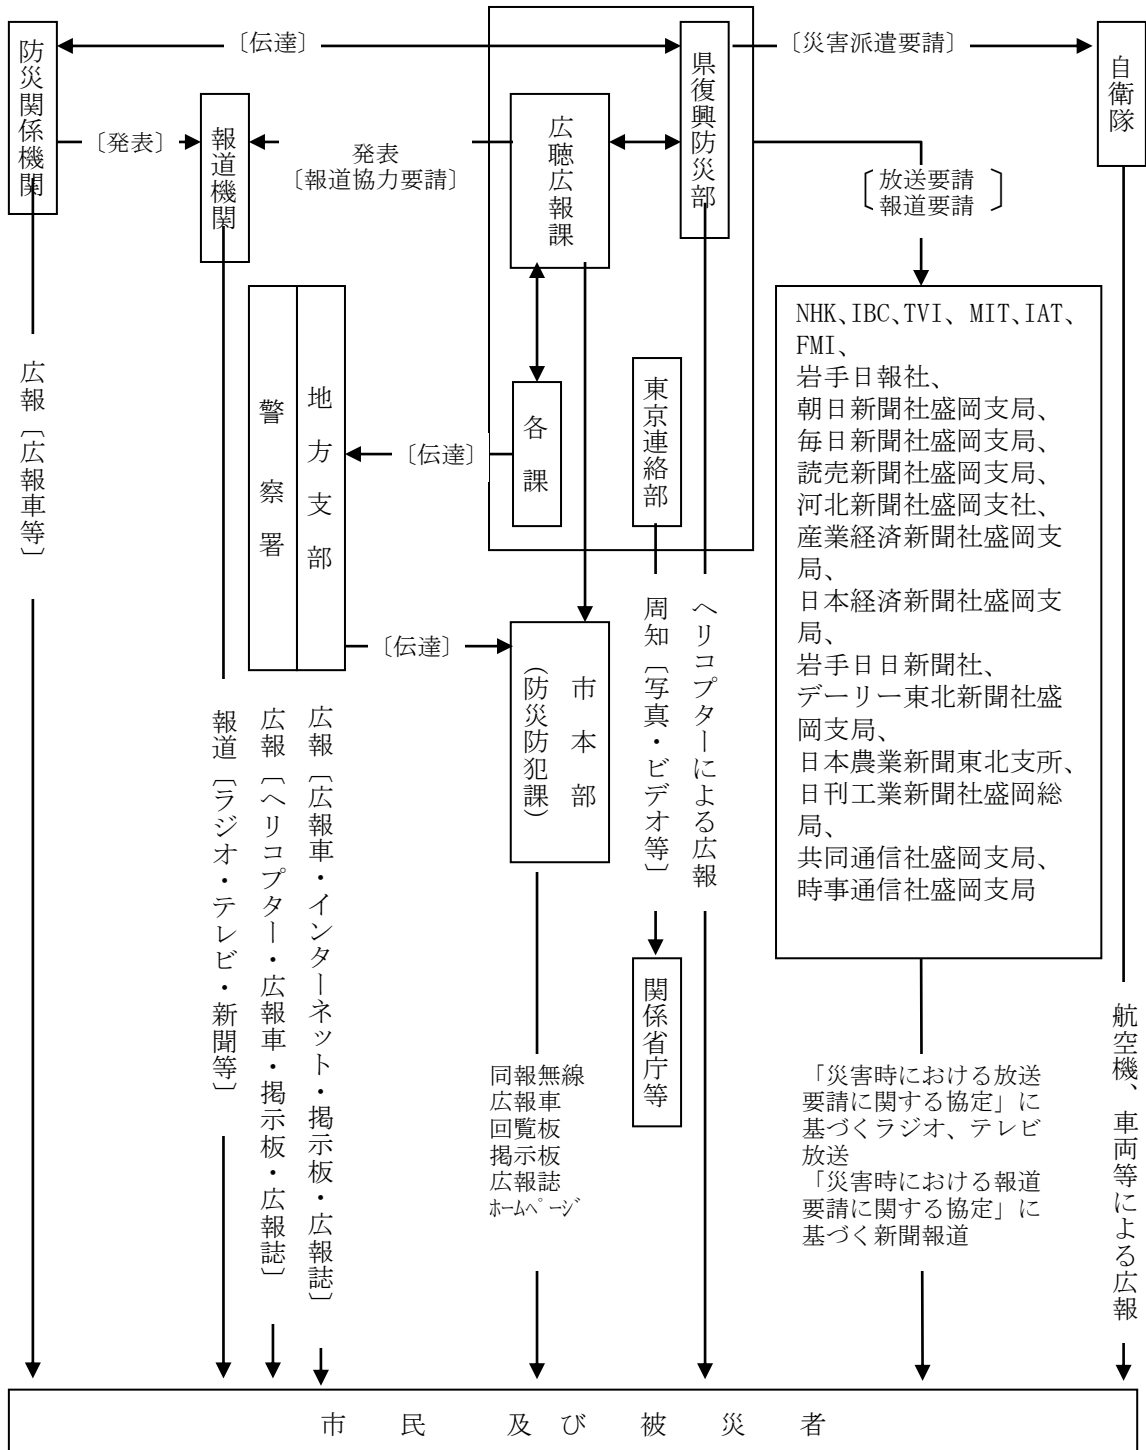 防災関係機関
〔伝達〕
県復興防災部
〔災害派遣要請〕
自衛隊
〔発表〕
報道機関
発表
〔報道協力要請〕
広聴広報課
放送要請
報道要請
NHK、IBC、TVI、 MIT、IAT、
FMI、
岩手日報社、
朝日新聞社盛岡支局、
毎日新聞社盛岡支局、
読売新聞社盛岡支局、
河北新聞社盛岡支社、
産業経済新聞社盛岡支
局、
日本経済新聞社盛岡支
局、
岩手日日新聞社、
デーリー東北新聞社盛
岡支局、
日本農業新聞東北支所、
日刊工業新聞社盛岡総
局、
共同通信社盛岡支局、
時事通信社盛岡支局
地方支部
警察署
〔伝達〕
各課
東京連絡部
〔伝達〕
市本部
(防災防犯課)
広報〔広報車等〕
報道〔ラジオ・テレビ・新聞等〕
広報〔ヘリコプター・広報車・掲示板・広報誌〕
広報〔広報車・インターネット・掲示板・広報誌〕
周知〔写真・ビデオ等〕
ヘリコプターによる広報
関係省庁等
同報無線
広報車
回覧板
掲示板
広報誌
ﾎｰﾑﾍﾟｰｼﾞ
「災害時における放送
要請に関する協定」に
基づくラジオ、テレビ
放送
「災害時における報道
要請に関する協定」に
基づく新聞報道
航空機、車両等による広報
市民及び被災者